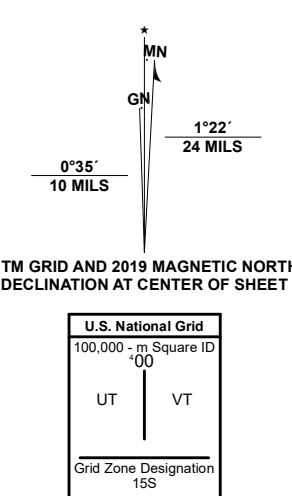 MN
GN
1°22´
24 MILS
0°35´
10 MILS
TM GRID AND 2019 MAGNETIC NORTH
DECLINATION AT CENTER OF SHEET
U.S. National Grid
100,000 - m Square ID
⁴00
UT VT
Grid Zone Designation
15S